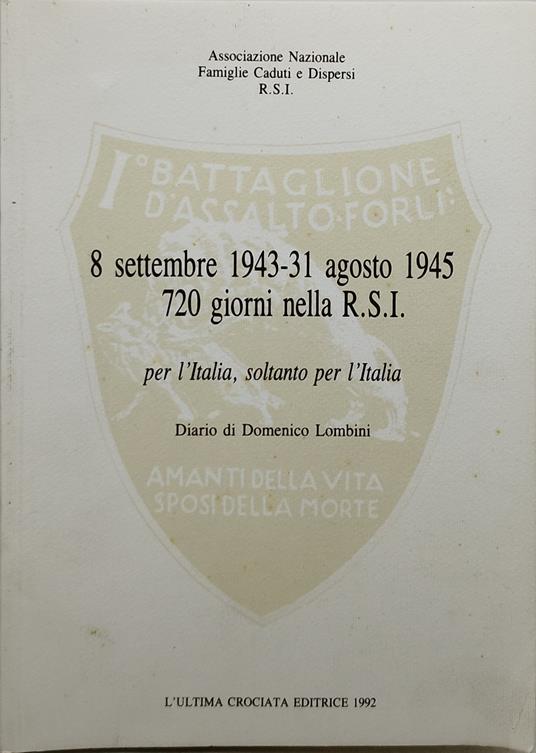 Associazione Nazionale
Famiglie Caduti e Dispersi
R.S.I.
I° BATTAGLIONE
D'ASSALTO·FORLI:
8 settembre 1943-31 agosto 1945
720 giorni nella R.S.I.
per l'Italia, soltanto per l'Italia
Diario di Domenico Lombini
AMANTI DELLA VITA
SPOSI DELLA MORTE
L'ULTIMA CROCIATA EDITRICE 1992